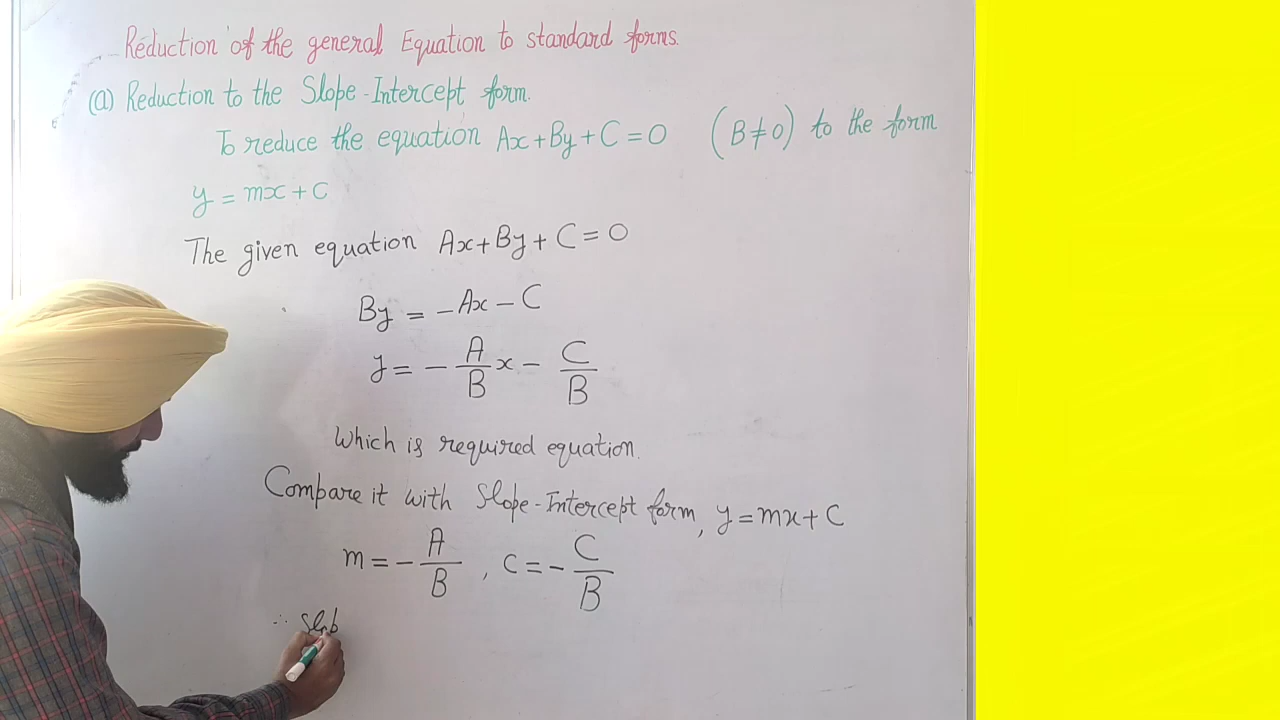 Reduction of the general Equation to standard forms.
(a) Reduction to the Slope-Intercept form.
To reduce the equation Ax+By+C=0 (B≠0) to the form
y = mx+C
The given equation Ax+By+C=0
By = -Ax-C
y = -A/B x - C/B
Which is required equation.
Compare it with Slope-Intercept form, y=mx+C
m = -A/B , C = -C/B
∴ Slop